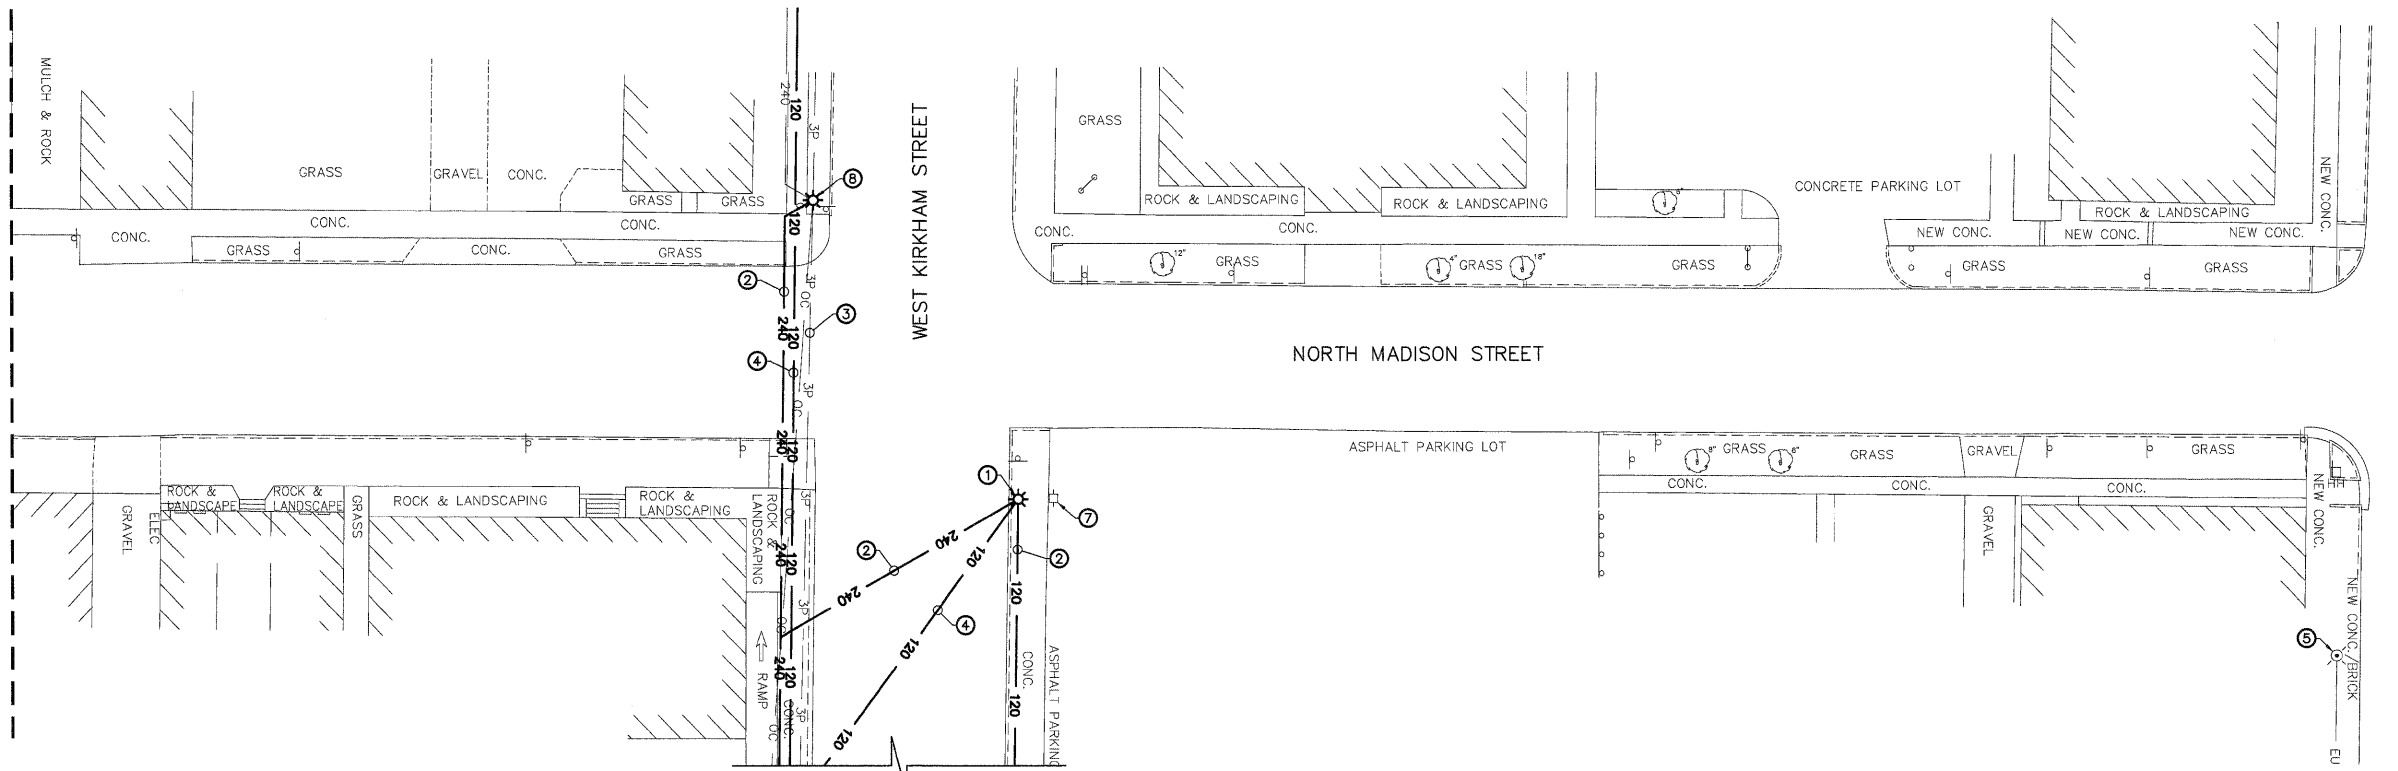 MULCH & ROCK
GRASS
GRAVEL
CONC.
GRASS
GRASS
CONC.
CONC.
CONC.
GRASS
CONC.
GRASS
240
120
3P
8
120
2
3P
OC
3
240
120
4
3P
OC
WEST KIRKHAM STREET
GRASS
ROCK & LANDSCAPING
ROCK & LANDSCAPING
6"
CONCRETE PARKING LOT
ROCK & LANDSCAPING
NEW CONC.
CONC.
CONC.
NEW CONC.
NEW CONC.
NEW CONC.
12"
GRASS
4"
GRASS
18"
GRASS
GRASS
GRASS
NORTH MADISON STREET
240
120
ROCK &
LANDSCAPE
ROCK &
LANDSCAPE
GRASS
ROCK & LANDSCAPING
ROCK &
LANDSCAPING
ROCK &
LANDSCAPING
GRAVEL
ELEC
3P
OC
240
120
3P
OC
240
120
RAMP
CONC.
3P
OC
1
7
2
240
240
2
120
4
120
120
120
CONC.
120
ASPHALT PARKING
ASPHALT PARKING LOT
8"
GRASS
6"
GRASS
GRAVEL
GRASS
CONC.
CONC.
CONC.
GRAVEL
NEW CONC.
NEW CONC./BRICK
5
EU